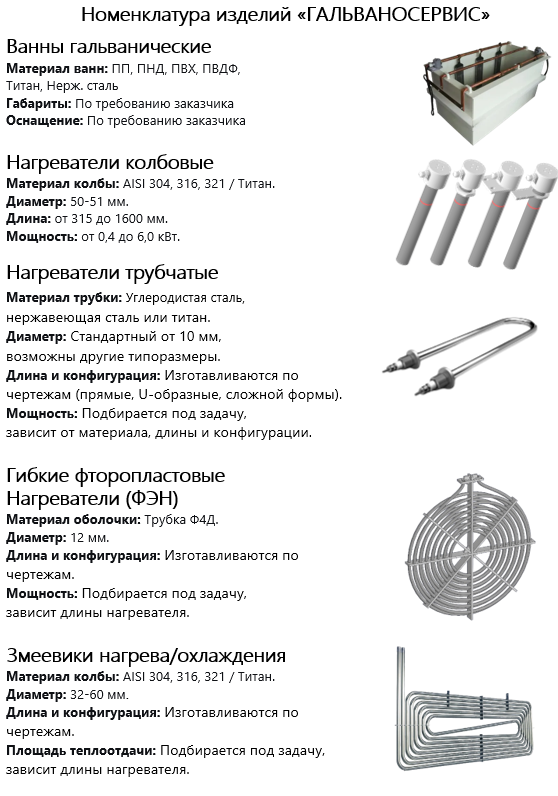 Номенклатура изделий «ГАЛЬВАНОСЕРВИС»
Ванны гальванические
Материал ванн: ПП, ПНД, ПВХ, ПВДФ,
Титан, Нерж. сталь
Габариты: По требованию заказчика
Оснащение: По требованию заказчика
Нагреватели колбовые
Материал колбы: AISI 304, 316, 321 / Титан.
Диаметр: 50-51 мм.
Длина: от 315 до 1600 мм.
Мощность: от 0,4 до 6,0 кВт.
Нагреватели трубчатые
Материал трубки: Углеродистая сталь,
нержавеющая сталь или титан.
Диаметр: Стандартный от 10 мм,
возможны другие типоразмеры.
Длина и конфигурация: Изготавливаются по
чертежам (прямые, U-образные, сложной формы).
Мощность: Подбирается под задачу,
зависит от материала, длины и конфигурации.
Гибкие фторопластовые
Нагреватели (ФЭН)
Материал оболочки: Трубка Ф4Д.
Диаметр: 12 мм.
Длина и конфигурация: Изготавливаются по
чертежам.
Мощность: Подбирается под задачу,
зависит длины нагревателя.
Змеевики нагрева/охлаждения
Материал колбы: AISI 304, 316, 321 / Титан.
Диаметр: 32-60 мм.
Длина и конфигурация: Изготавливаются по
чертежам.
Площадь теплоотдачи: Подбирается под задачу,
зависит длины нагревателя.